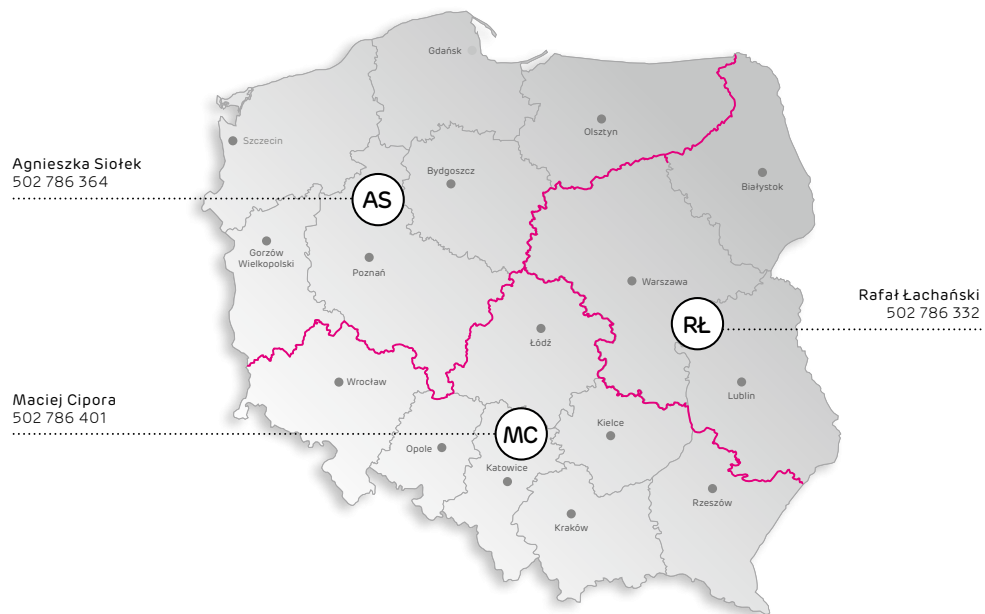 Gdańsk
Olsztyn
Szczecin
Agnieszka Siołek
502 786 364
Bydgoszcz
Białystok
AS
Gorzów
Wielkopolski
Poznań
Warszawa
Rafał Łachański
502 786 332
RŁ
Łódź
Wrocław
Lublin
Maciej Cipora
502 786 401
MC
Kielce
Opole
Katowice
Rzeszów
Kraków